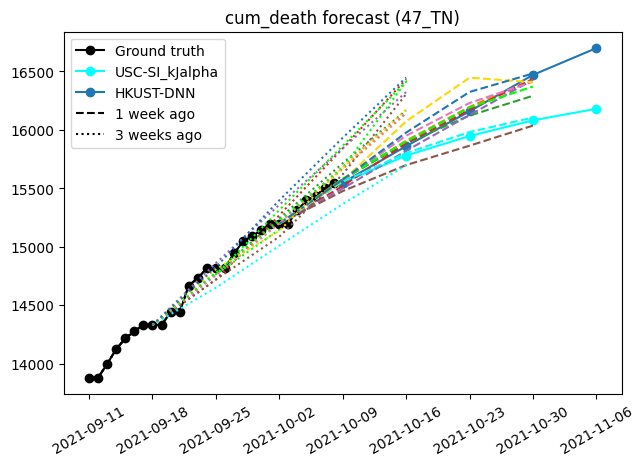 cum_death forecast (47_TN)
Ground truth
USC-SI_kJalpha
HKUST-DNN
1 week ago
3 weeks ago
16500
16000
15500
15000
14500
14000
2021-09-11
2021-09-18
2021-09-25
2021-10-02
2021-10-09
2021-10-16
2021-10-23
2021-10-30
2021-11-06